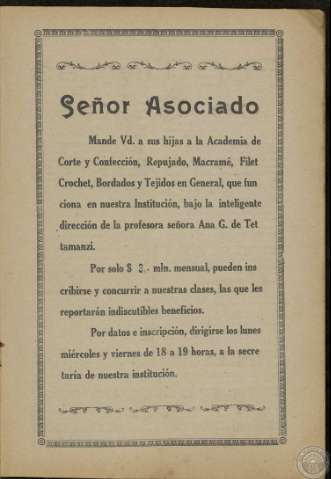 Señor Asociado
Mande Vd. a sus hijas a la Academia de
Corte y Confección, Repujado, Macramé, Filet
Crochet, Bordados y Tejidos en General, que fun
ciona en nuestra Institución, bajo la inteligente
dirección de la profesora señora Ana G. de Tet
tamanzi.
Por solo $ 3.- m|n. mensual, pueden ins
cribirse y concurrir a nuestras clases, las que les
reportarán indiscutibles beneficios.
Por datos e inscripción, dirigirse los lunes
miércoles y viernes de 18 a 19 horas, a la secre
taría de nuestra institución.